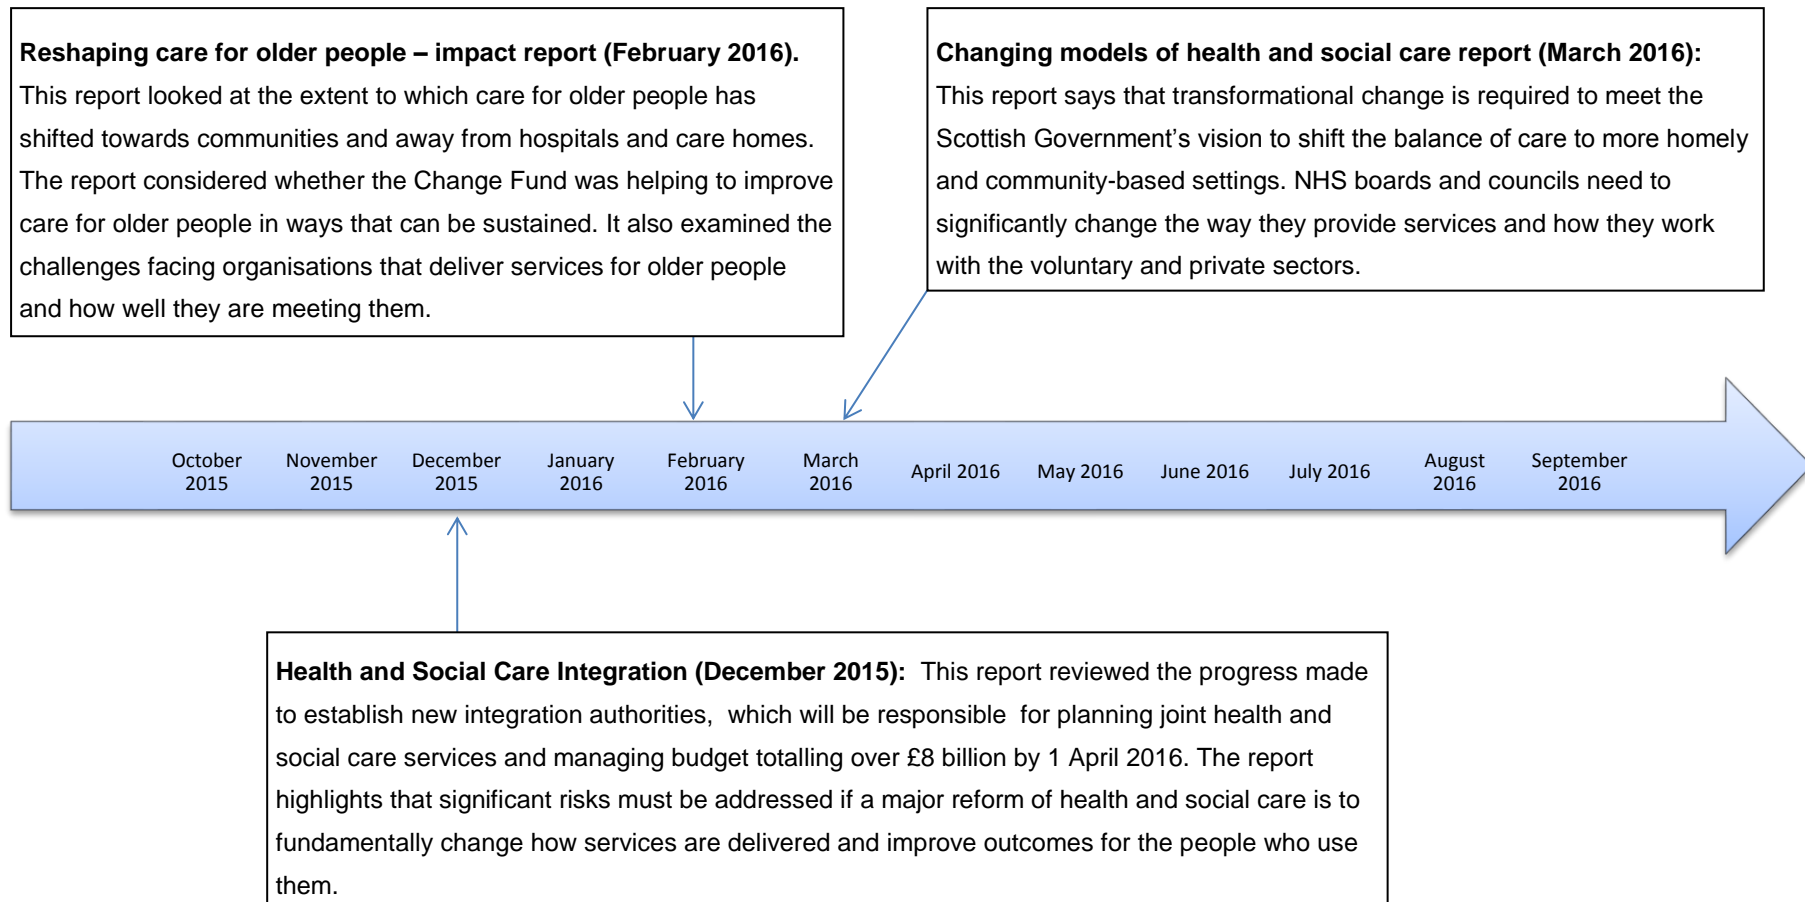 Reshaping care for older people – impact report (February 2016).
This report looked at the extent to which care for older people has
shifted towards communities and away from hospitals and care homes.
The report considered whether the Change Fund was helping to improve
care for older people in ways that can be sustained. It also examined the
challenges facing organisations that deliver services for older people
and how well they are meeting them.
Changing models of health and social care report (March 2016):
This report says that transformational change is required to meet the
Scottish Government’s vision to shift the balance of care to more homely
and community-based settings. NHS boards and councils need to
significantly change the way they provide services and how they work
with the voluntary and private sectors.
October
2015
November
2015
December
2015
January
2016
February
2016
March
2016
April 2016
May 2016
June 2016
July 2016
August
2016
September
2016
Health and Social Care Integration (December 2015):  This report reviewed the progress made
to establish new integration authorities,  which will be responsible  for planning joint health and
social care services and managing budget totalling over £8 billion by 1 April 2016. The report
highlights that significant risks must be addressed if a major reform of health and social care is to
fundamentally change how services are delivered and improve outcomes for the people who use
them.